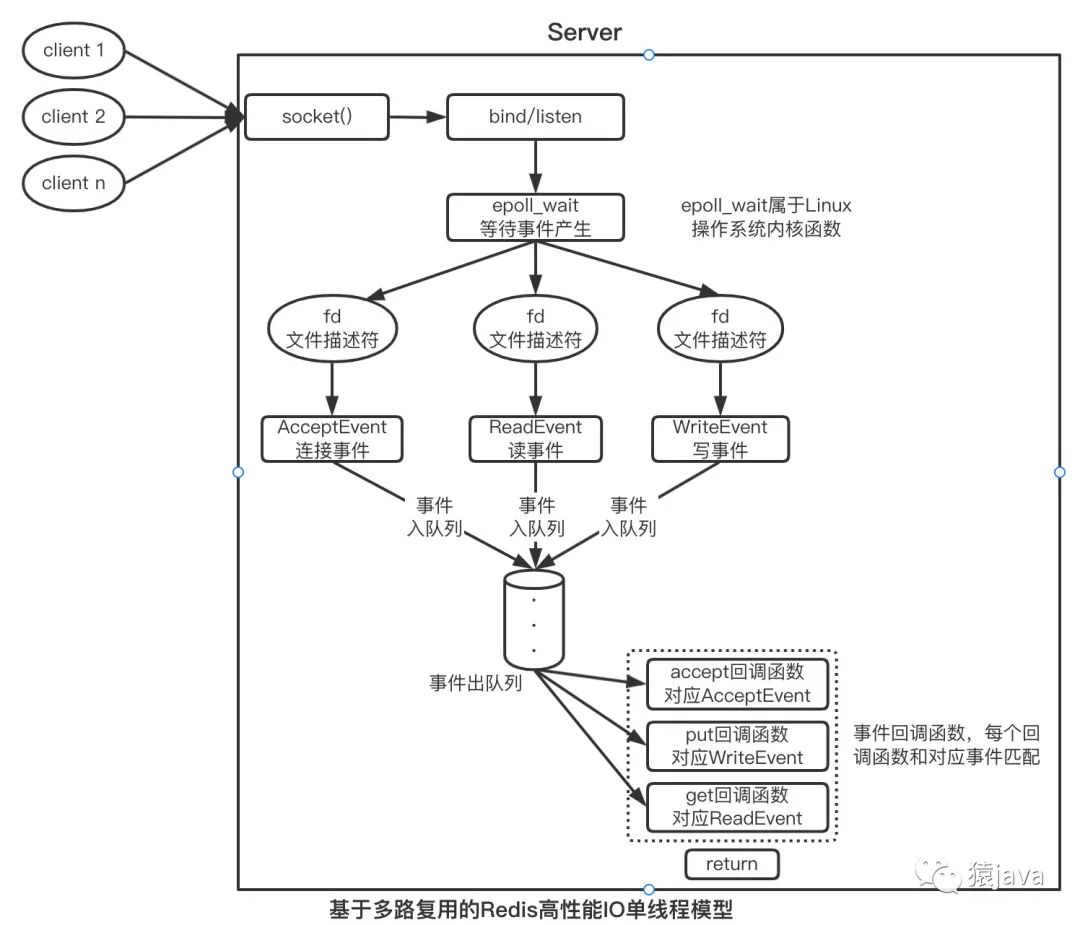 Server
client 1
client 2
client n
socket()
bind/listen
epoll_wait
等待事件产生
epoll_wait属于Linux
操作系统内核函数
fd
文件描述符
fd
文件描述符
fd
文件描述符
AcceptEvent
连接事件
ReadEvent
读事件
WriteEvent
写事件
事件
入队列
事件
入队列
事件
入队列
事件出队列
accept回调函数
对应AcceptEvent
put回调函数
对应WriteEvent
get回调函数
对应ReadEvent
事件回调函数，每个回
调函数和对应事件匹配
return
猿java
基于多路复用的Redis高性能IO单线程模型